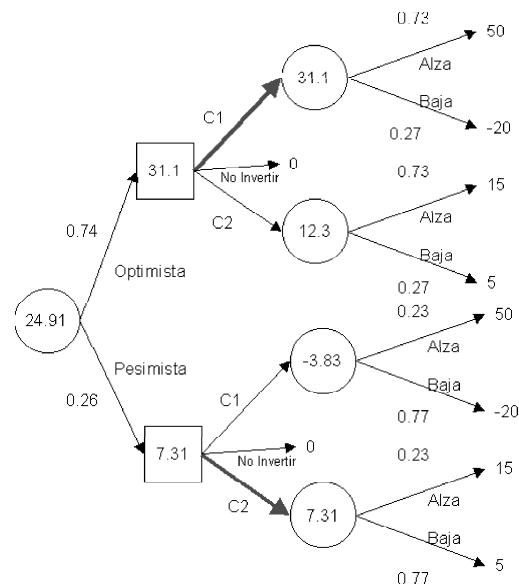 0.73
50
31.1
Alza
C1
Baja
-20
0.27
31.1
No Invertir
0
0.73
15
C2
12.3
Alza
0.74
Baja
Optimista
5
0.27
24.91
0.23
50
Alza
Pesimista
-3.83
Baja
0.26
C1
-20
0.77
7.31
No Invertir
0
0.23
15
C2
7.31
Alza
Baja
5
0.77